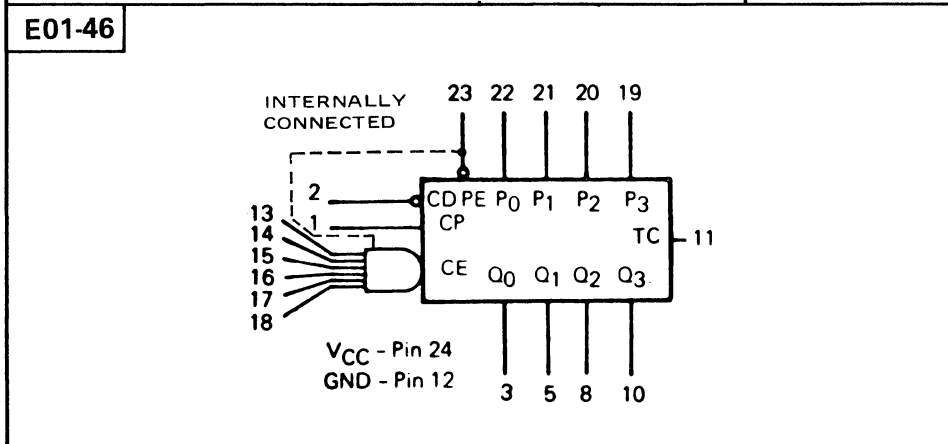 E01-46
INTERNALLY
CONNECTED
23 22 21 20 19
2
CD PE P0 P1 P2 P3
1
CP
13
14
15
16
17
18
TC
11
CE Q0 Q1 Q2 Q3
VCC - Pin 24
GND - Pin 12
3 5 8 10